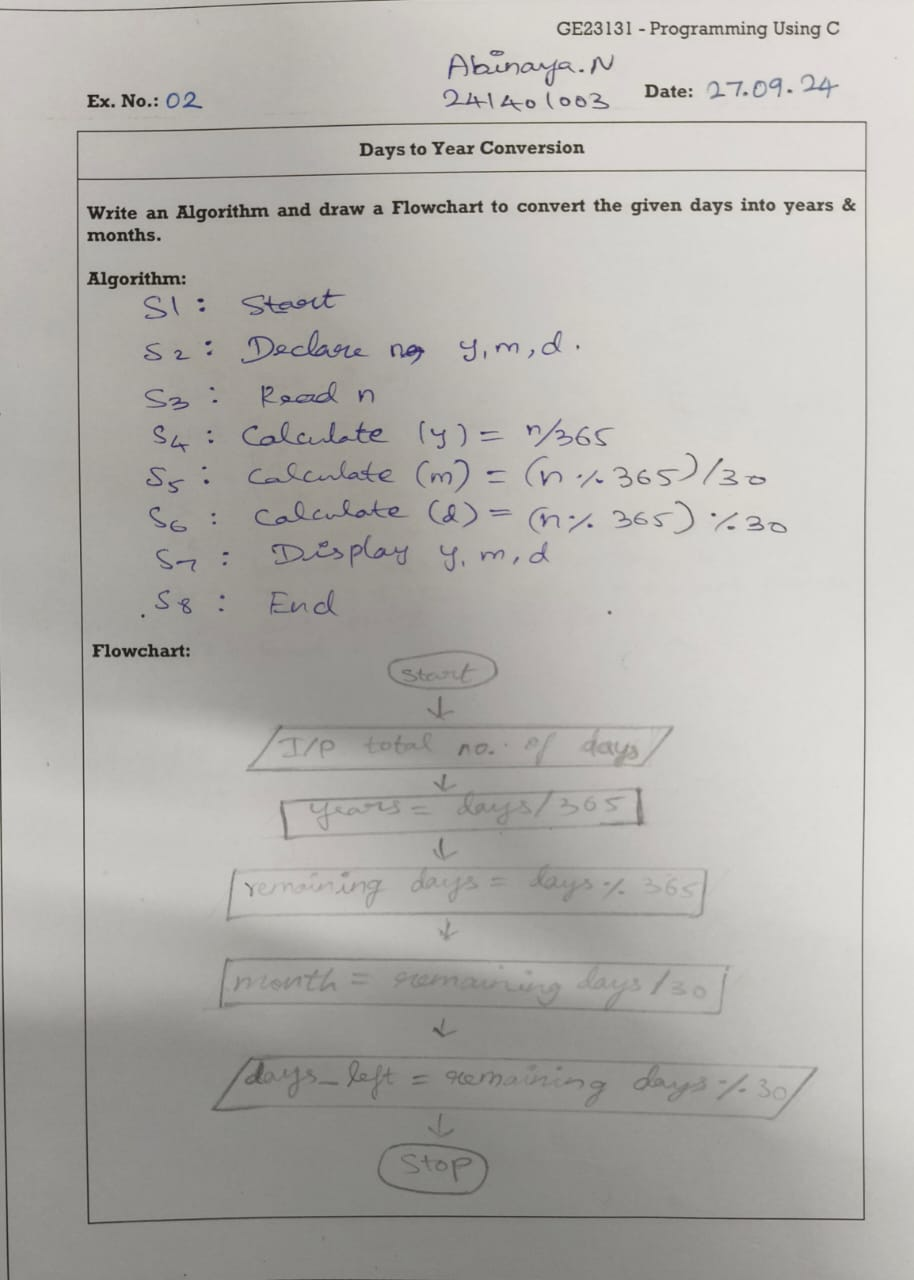 GE23131 - Programming Using C
Abinaya.N
Ex. No.: 02 241401003 Date: 27.09.24
Days to Year Conversion
Write an Algorithm and draw a Flowchart to convert the given days into years &
months.
Algorithm:
S1 : Start
S2 : Declare n, y, m, d.
S3 : Read n
S4 : Calculate (y) = n/365
S5 : Calculate (m) = (n % 365)/30
S6 : Calculate (d) = (n % 365) % 30
S7 : Display y, m, d
S8 : End
Flowchart:
Start
I/P total no. of days
years = days/365
remaining days = days % 365
month = remaining days/30
days_left = remaining days % 30
Stop